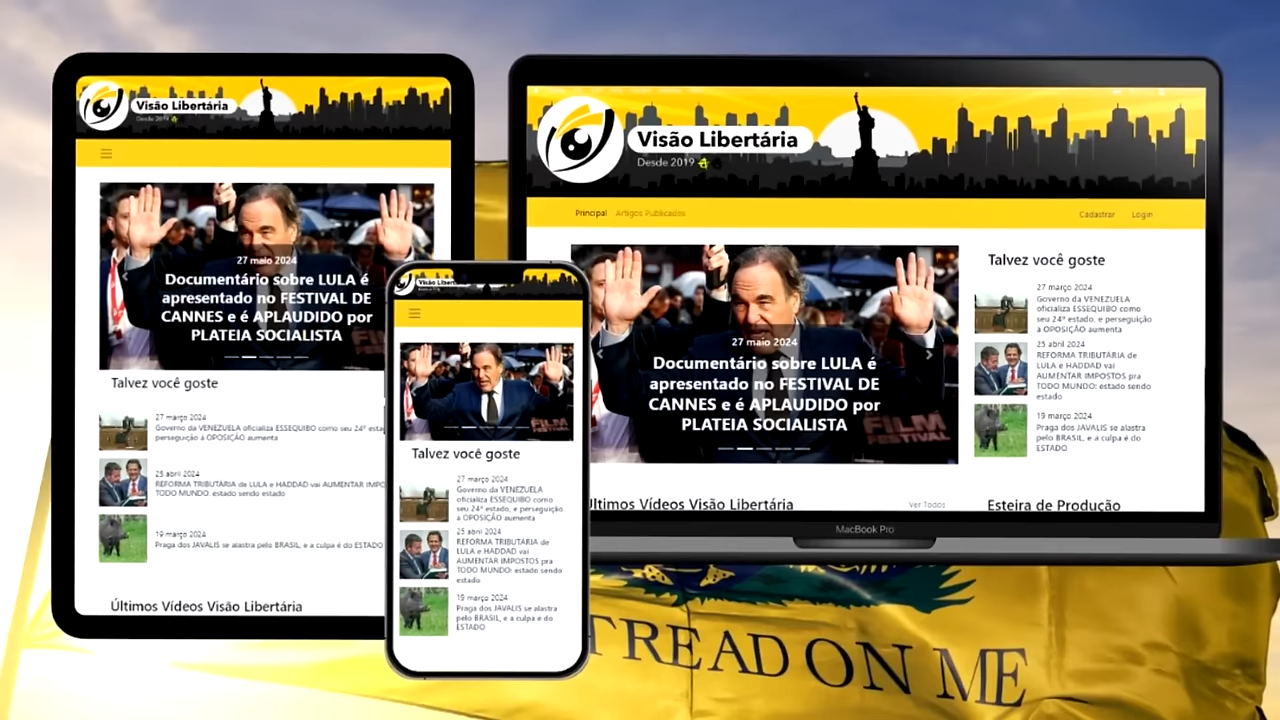 Visão Libertária
Desde 2019
27 maio 2024
Documentário sobre LULA é
apresentado no FESTIVAL DE
CANNES e é APLAUDIDO por
PLATEIA SOCIALISTA
Talvez você goste
27 março 2024
Governo da VENEZUELA oficializa ESSEQUIBO como seu 24º esta
perseguição a OPOSIÇÃO aumenta
25 abril 2024
REFORMA TRIBUTÁRIA de LULA e HADDAD vai AUMENTAR IMPOS
TODO MUNDO: estado sendo estado
19 março 2024
Praga dos JAVALIS se alastra pelo BRASIL, e a culpa é do ESTADO
Últimos Vídeos Visão Libertária
Visão Libert
FILM
FESTIVAL
Talvez você goste
27 março 2024
Governo da VENEZUELA
oficializa ESSEQUIBO como
seu 24º estado, e perseguição
a OPOSIÇÃO aumenta
25 abril 2024
REFORMA TRIBUTÁRIA de
LULA e HADDAD vai
AUMENTAR IMPOSTOS pra
TODO MUNDO: estado sendo
estado
19 março 2024
Praga dos JAVALIS se alastra
pelo BRASIL, e a culpa é do
ESTADO
Visão Libertária
Desde 2019
Principal Artigos Publicados Cadastrar Login
27 maio 2024
Documentário sobre LULA é
apresentado no FESTIVAL DE
CANNES e é APLAUDIDO por
PLATEIA SOCIALISTA
FILM
FESTIVAL
Talvez você goste
27 março 2024
Governo da VENEZUELA
oficializa ESSEQUIBO como
seu 24º estado, e perseguição
a OPOSIÇÃO aumenta
25 abril 2024
REFORMA TRIBUTÁRIA de
LULA e HADDAD vai
AUMENTAR IMPOSTOS pra
TODO MUNDO: estado sendo
estado
19 março 2024
Praga dos JAVALIS se alastra
pelo BRASIL, e a culpa é do
ESTADO
ltimos Vídeos Visão Libertária Ver Todos
Esteira de Produção
MacBook Pro
TREAD ON ME